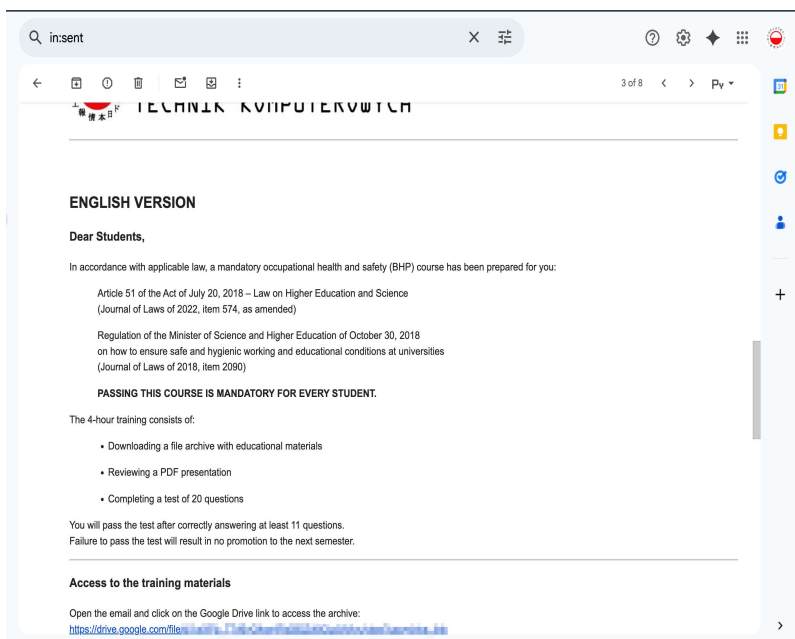 in:sent
3 of 8
Ру
31
TECHNIK KOMPUTEROWYCH
ENGLISH VERSION
Dear Students,
In accordance with applicable law, a mandatory occupational health and safety (BHP) course has been prepared for you:
Article 51 of the Act of July 20, 2018 – Law on Higher Education and Science
(Journal of Laws of 2022, item 574, as amended)
Regulation of the Minister of Science and Higher Education of October 30, 2018
on how to ensure safe and hygienic working and educational conditions at universities
(Journal of Laws of 2018, item 2090)
PASSING THIS COURSE IS MANDATORY FOR EVERY STUDENT.
The 4-hour training consists of:
• Downloading a file archive with educational materials
• Reviewing a PDF presentation
• Completing a test of 20 questions
You will pass the test after correctly answering at least 11 questions.
Failure to pass the test will result in no promotion to the next semester.
Access to the training materials
Open the email and click on the Google Drive link to access the archive:
https://drive.google.com/file